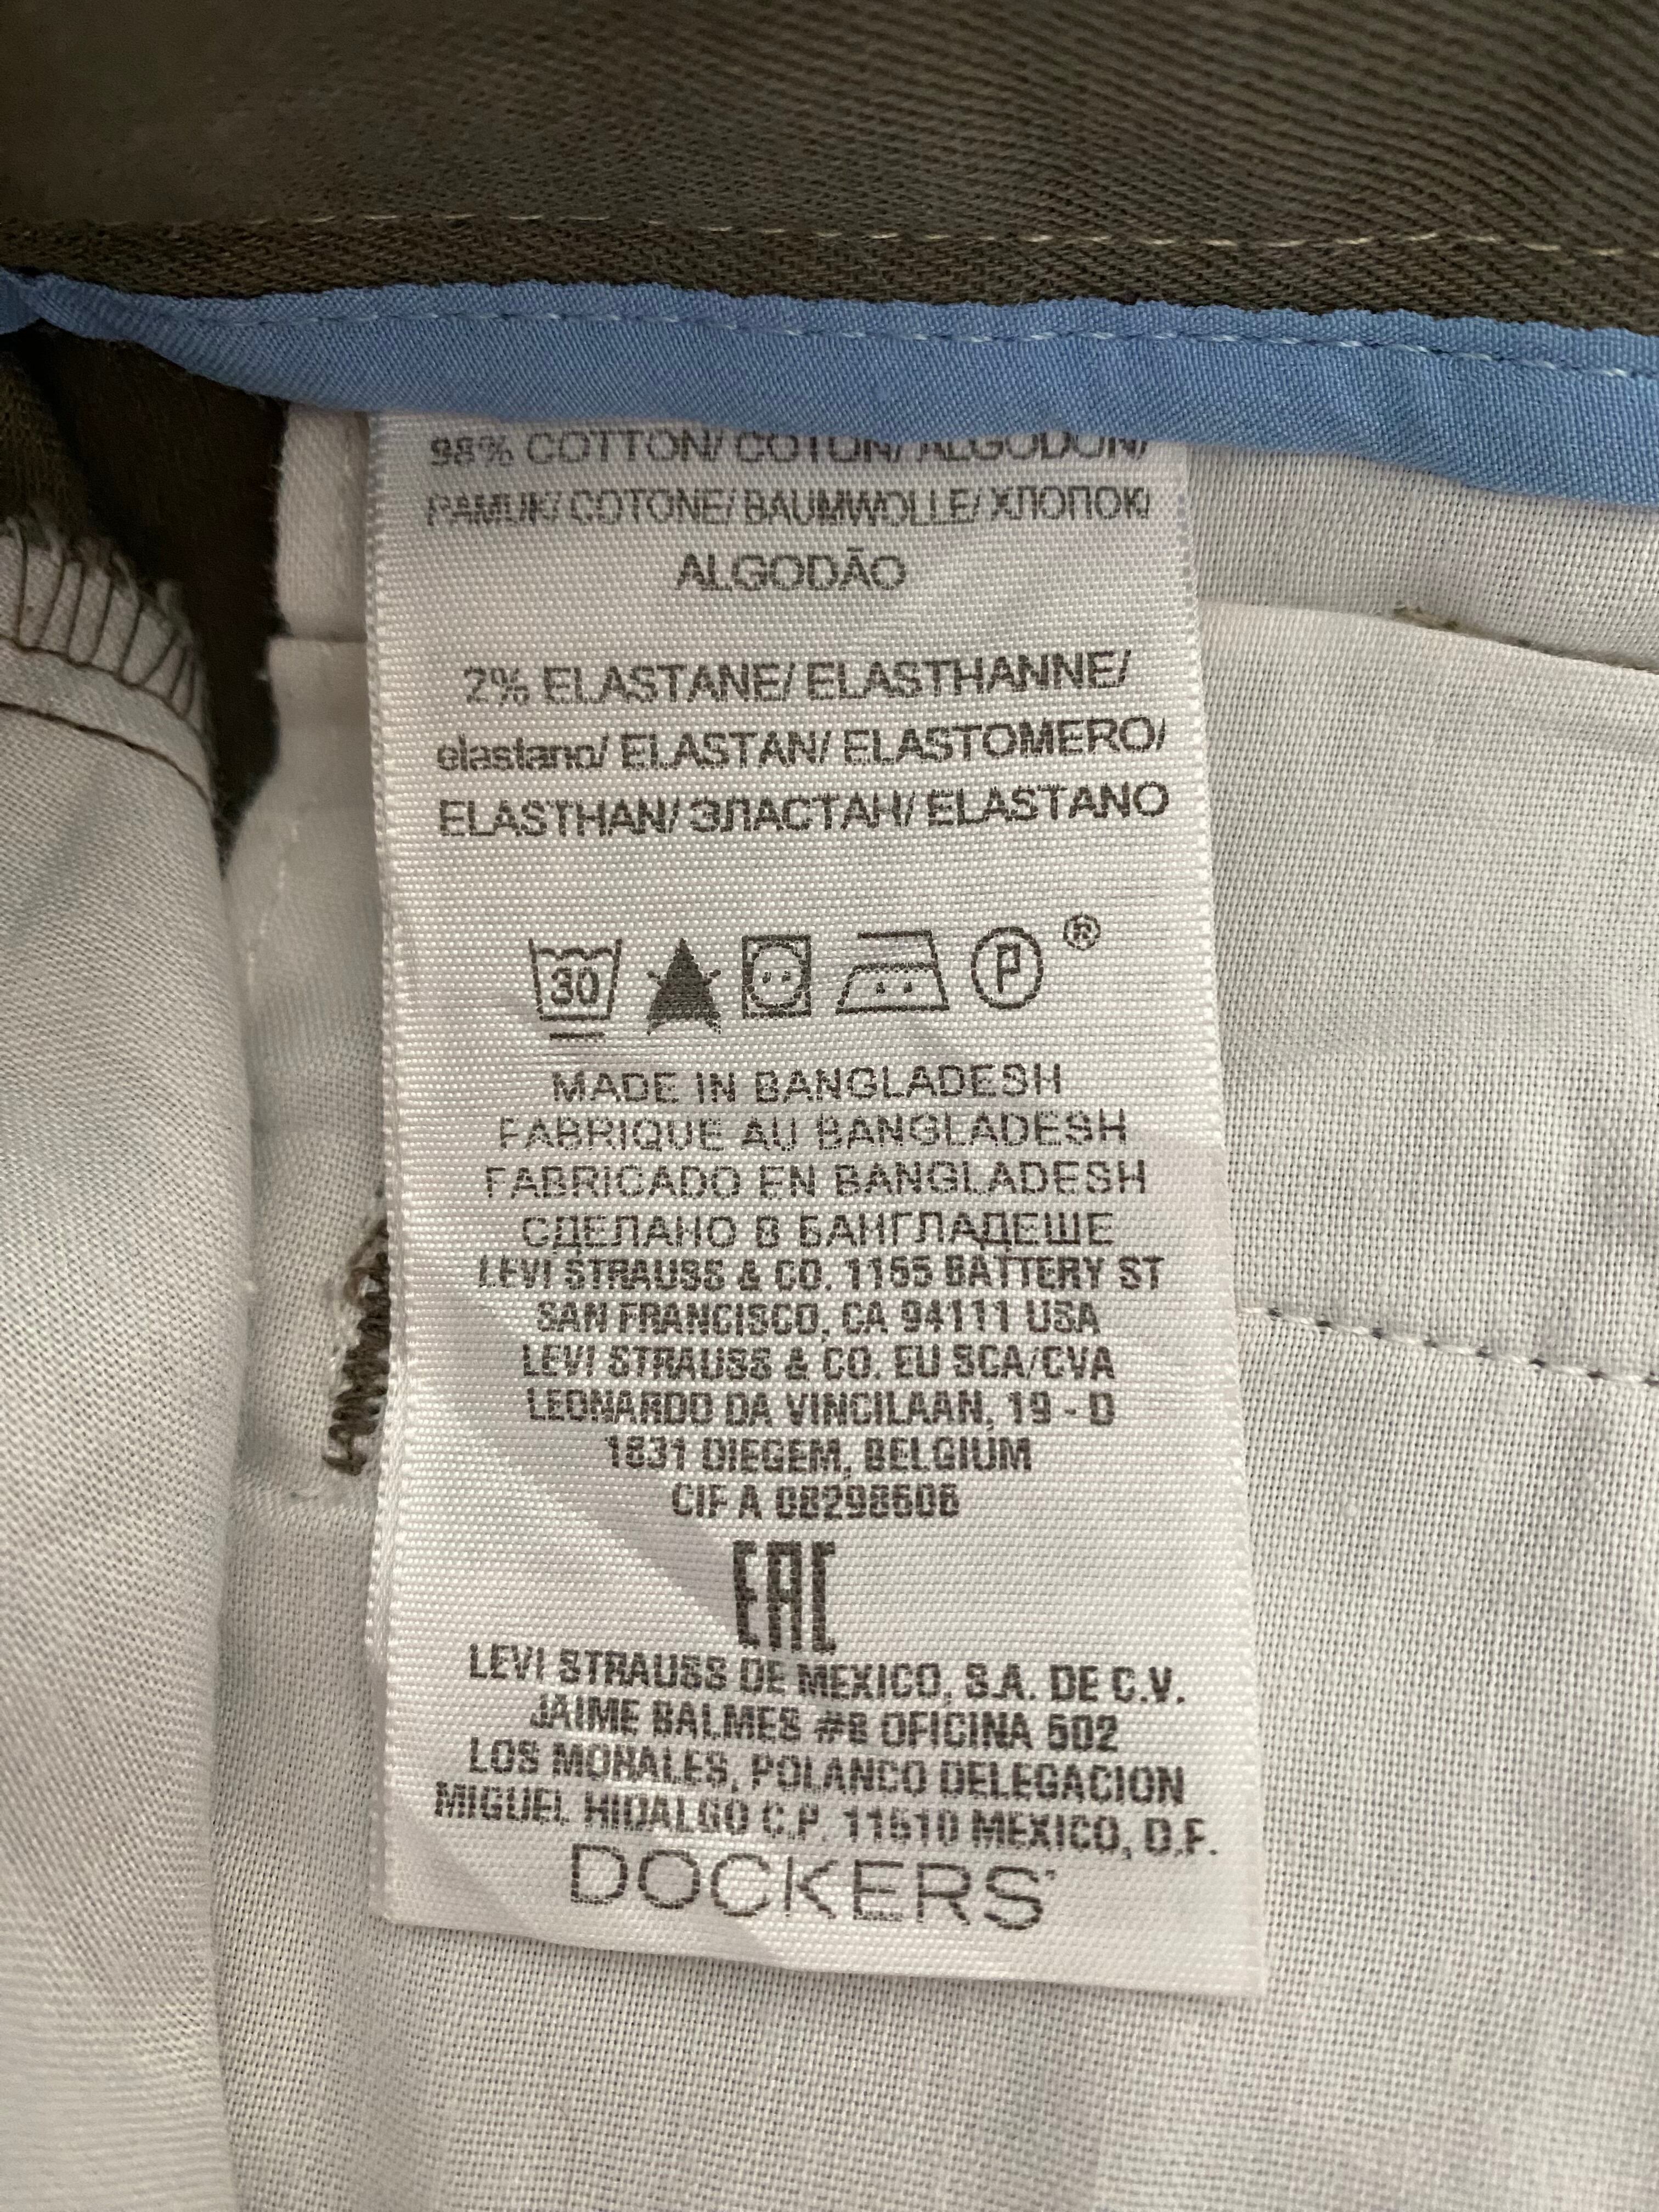 98% COTTON/ COTON/ ALGODON/
PAMUK/ COTONE/ BAUMWOLLE/ ХЛОПОК/
ALGODÃO
2% ELASTANE/ ELASTHANNE/
elastano/ ELASTAN/ ELASTOMERO/
ELASTHAN/ ЭЛАСТАН/ ELASTANO
30
P ®
MADE IN BANGLADESH
FABRIQUE AU BANGLADESH
FABRICADO EN BANGLADESH
СДЕЛАНО В БАНГЛАДЕШЕ
LEVI STRAUSS & CO. 1155 BATTERY ST
SAN FRANCISCO, CA 94111 USA
LEVI STRAUSS & CO. EU SCA/CVA
LEONARDO DA VINCILAAN, 19 - D
1831 DIEGEM, BELGIUM
CIF A 08298606
EAC
LEVI STRAUSS DE MEXICO, S.A. DE C.V.
JAIME BALMES #8 OFICINA 502
LOS MORALES, POLANCO DELEGACION
MIGUEL HIDALGO C.P. 11510 MEXICO, D.F.
DOCKERS